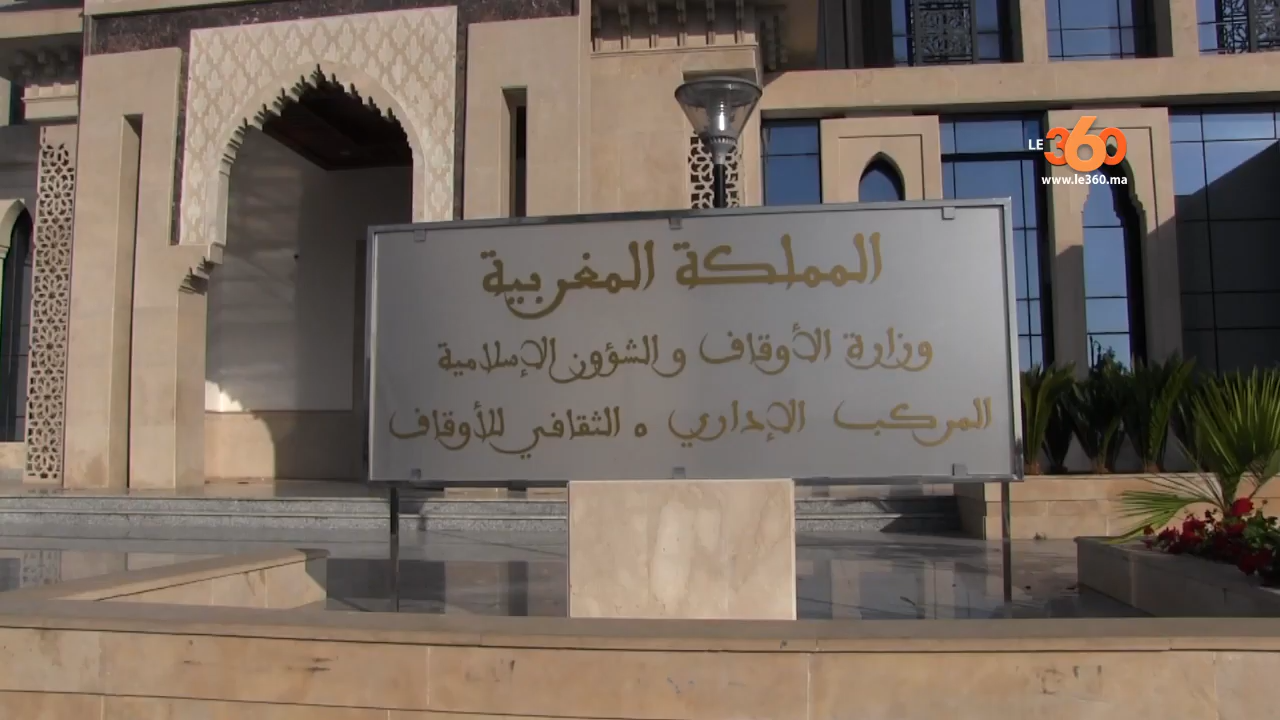 LE 360
www.le360.ma
المملكة المغربية
وزارة الأوقاف و الشؤون الإسلامية
المركب الإداري و الثقافي للأوقاف